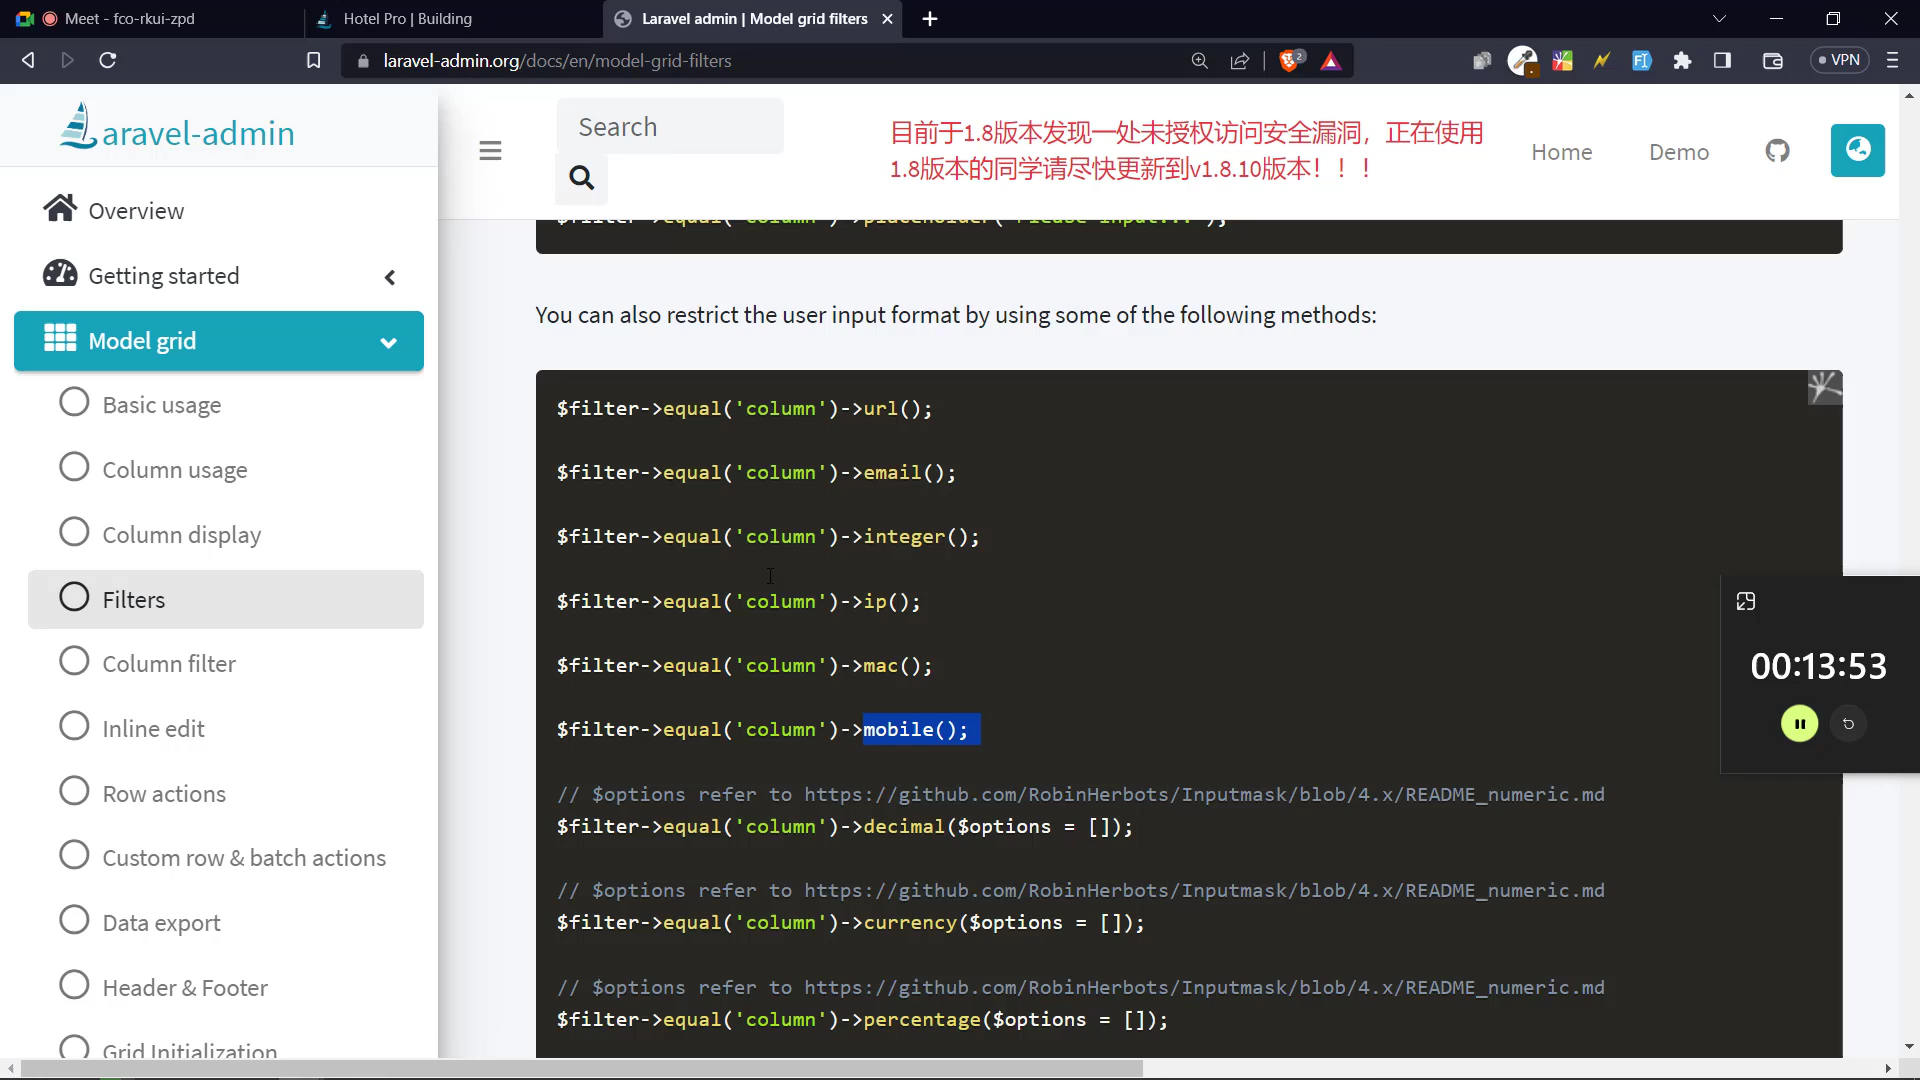 Meet - fco-rkui-zpd
Hotel Pro | Building
Laravel admin | Model grid filters
laravel-admin.org/docs/en/model-grid-filters
2
VPN
aravel-admin
Search
目前于1.8版本发现一处未授权访问安全漏洞，正在使用
1.8版本的同学请尽快更新到v1.8.10版本！！！
Home
Demo
Overview
Getting started
Model grid
Basic usage
Column usage
Column display
Filters
Column filter
Inline edit
Row actions
Custom row & batch actions
Data export
Header & Footer
Grid Initialization
$filter->equal('column')->placeholder('Please input...');
You can also restrict the user input format by using some of the following methods:
$filter->equal('column')->url();
$filter->equal('column')->email();
$filter->equal('column')->integer();
$filter->equal('column')->ip();
$filter->equal('column')->mac();
$filter->equal('column')->mobile();
// $options refer to https://github.com/RobinHerbots/Inputmask/blob/4.x/README_numeric.md
$filter->equal('column')->decimal($options = []);
// $options refer to https://github.com/RobinHerbots/Inputmask/blob/4.x/README_numeric.md
$filter->equal('column')->currency($options = []);
// $options refer to https://github.com/RobinHerbots/Inputmask/blob/4.x/README_numeric.md
$filter->equal('column')->percentage($options = []);
00:13:53